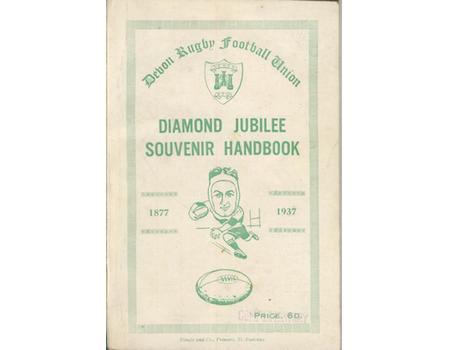 Devon Rugby Football Union
DIAMOND JUBILEE
SOUVENIR HANDBOOK
1877 1937
PRICE. 6D.